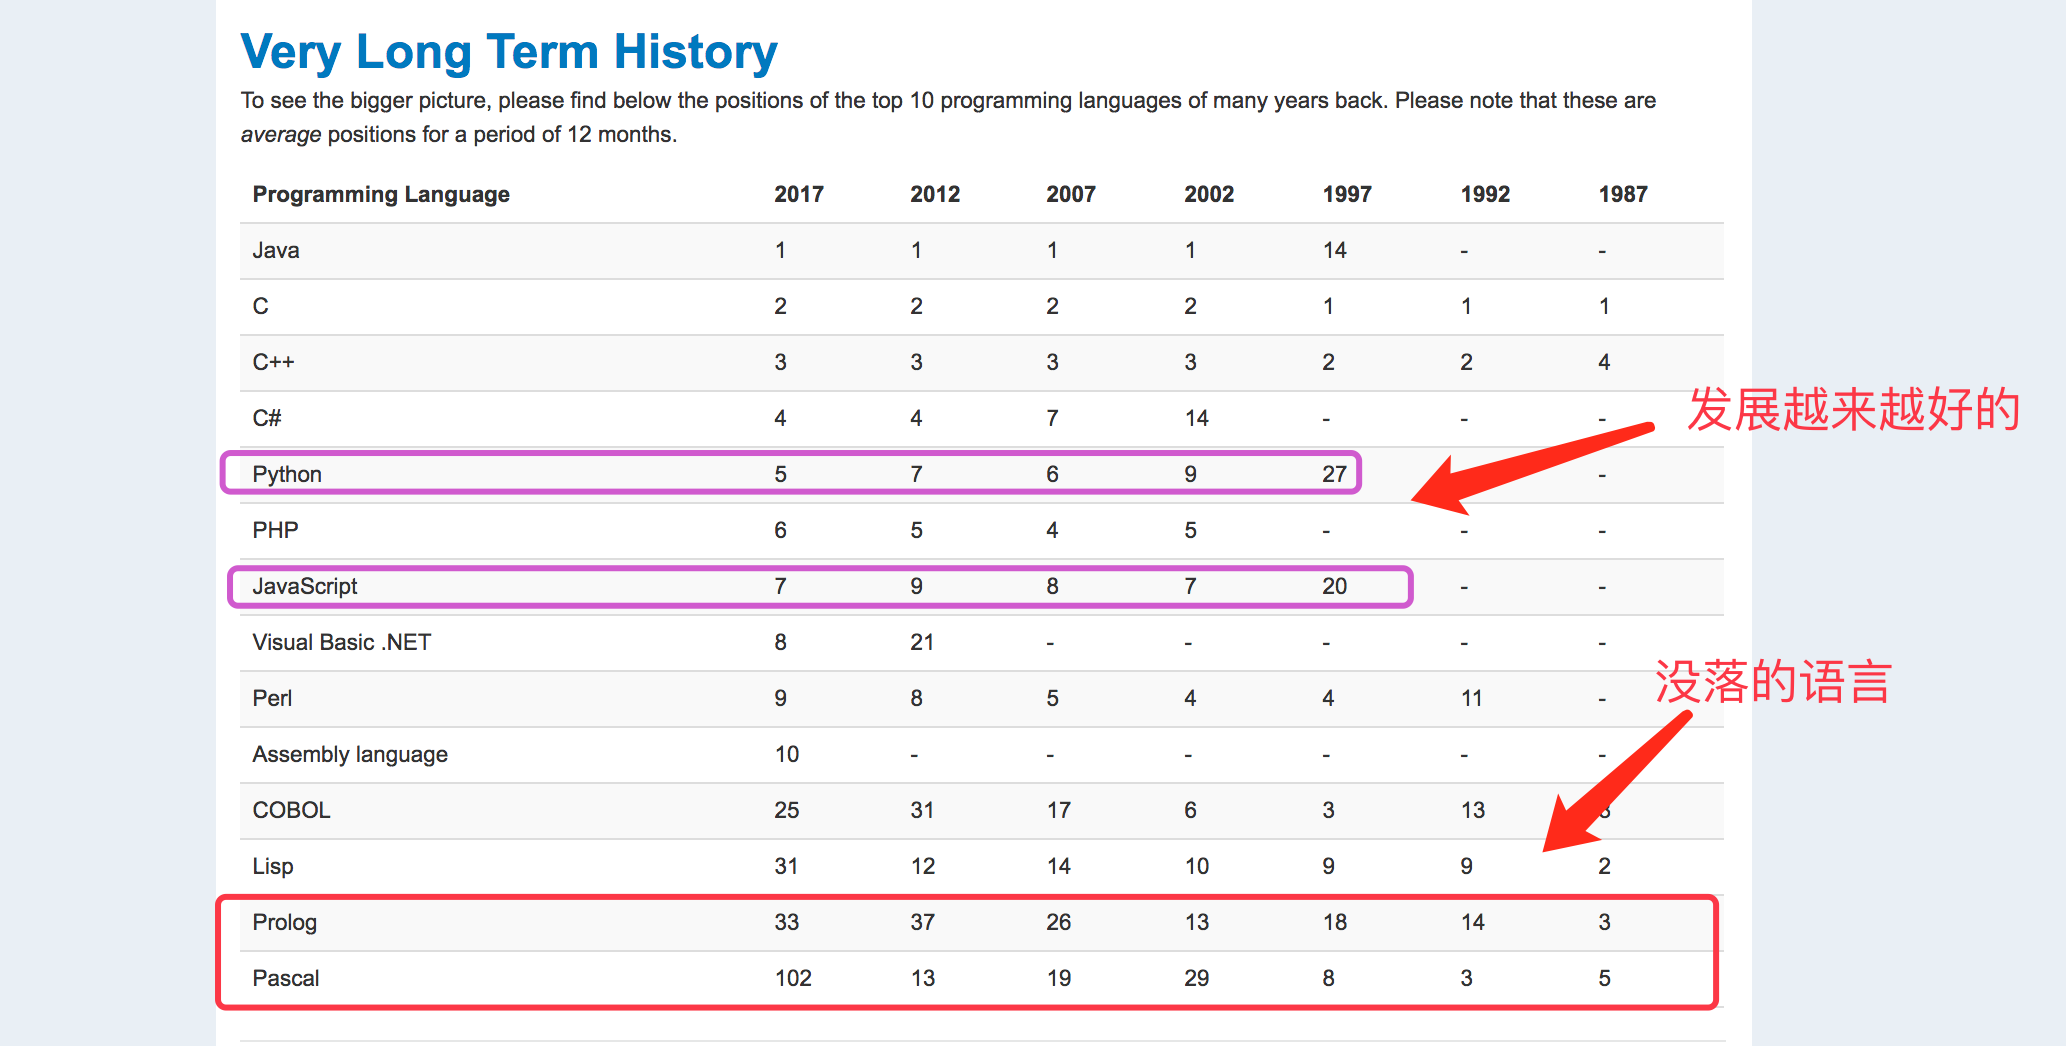 Very Long Term History
To see the bigger picture, please find below the positions of the top 10 programming languages of many years back. Please note that these are
average positions for a period of 12 months.
Programming Language 2017 2012 2007 2002 1997 1992 1987
Java 1 1 1 1 14 - -
C 2 2 2 2 1 1 1
C++ 3 3 3 3 2 2 4
C# 4 4 7 14 - - -
发展越来越好的
Python 5 7 6 9 27 -
PHP 6 5 4 5 - - -
JavaScript 7 9 8 7 20 - -
Visual Basic .NET 8 21 - - - - -
没落的语言
Perl 9 8 5 4 4 11 -
Assembly language 10 - - - - - -
COBOL 25 31 17 6 3 13
Lisp 31 12 14 10 9 9 2
Prolog 33 37 26 13 18 14 3
Pascal 102 13 19 29 8 3 5